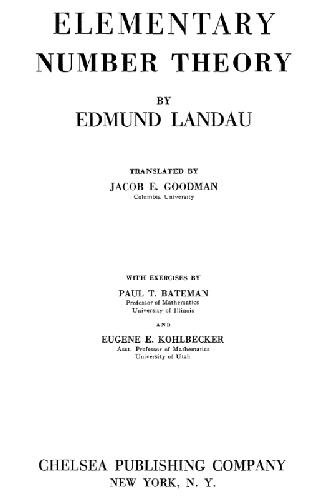 ELEMENTARY
NUMBER THEORY
BY
EDMUND LANDAU
TRANSLATED BY
JACOB E. GOODMAN
Columbia University
WITH EXERCISES BY
PAUL T. BATEMAN
Professor of Mathematics
University of Illinois
AND
EUGENE E. KOHLBECKER
Asst. Professor of Mathematics
University of Utah
CHELSEA PUBLISHING COMPANY
NEW YORK, N. Y.